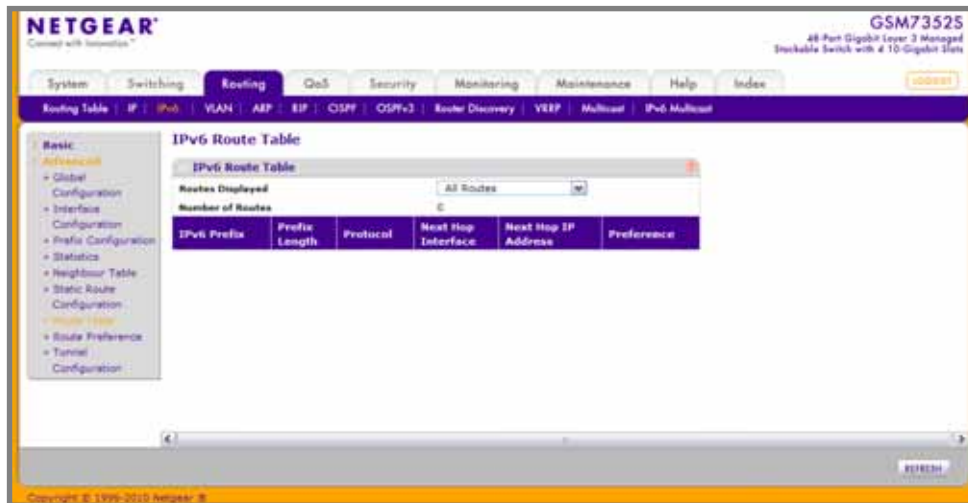 NETGEAR®
Connect with Innovation™
GSM7352S
48-Port Gigabit Layer 3 Managed
Stackable Switch with 4 10-Gigabit Slots
System Switching Routing QoS Security Monitoring Maintenance Help Index
LOGOUT
Routing Table | IP | IPv6 | VLAN | ARP | RIP | OSPF | OSPFv3 | Router Discovery | VRRP | Multicast | IPv6 Multicast
Basic
Advanced
» Global
Configuration
» Interface
Configuration
» Prefix Configuration
» Statistics
» Neighbour Table
» Static Route
Configuration
» Route Table
» Route Preference
» Tunnel
Configuration
IPv6 Route Table
IPv6 Route Table
Routes Displayed All Routes
Number of Routes 0
IPv6 Prefix Prefix Length Protocol Next Hop Interface Next Hop IP Address Preference
REFRESH
Copyright © 1996-2010 Netgear ®